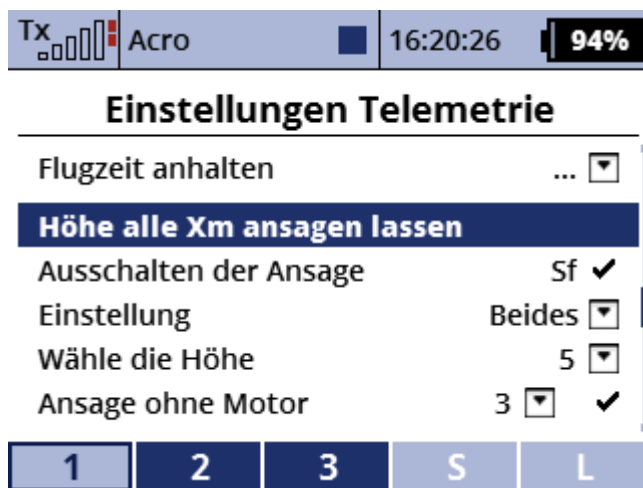 Tx Acro 16:20:26 94%
Einstellungen Telemetrie
Flugzeit anhalten ...
Höhe alle Xm ansagen lassen
Ausschalten der Ansage Sf
Einstellung Beides
Wähle die Höhe 5
Ansage ohne Motor 3
1 2 3 S L